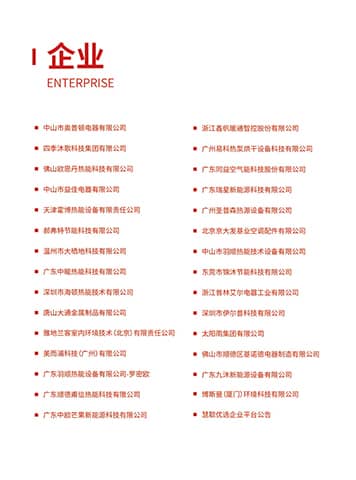 企业
ENTERPRISE
中山市奥普顿电器有限公司
四季沐歌科技集团有限公司
佛山欧思丹热能科技有限公司
中山市益佳电器有限公司
天津霍博热能设备有限责任公司
郝弗特节能科技有限公司
温州市大栖地科技有限公司
广东中能热能科技有限公司
深圳市海顿热能技术有限公司
唐山大通金属制品有限公司
雅地兰客室内环境技术（北京）有限责任公司
美而浦科技（广州）有限公司
广东羽顺热能设备有限公司-罗密欧
广东顺德甫信热能科技有限公司
广东中欧芒果新能源科技有限公司
浙江鑫帆暖通智控股份有限公司
广州易科热泵烘干设备科技有限公司
广东同益空气能科技股份有限公司
广东瑞星新能源科技有限公司
广州圣普森热源设备有限公司
北京京大发基业空调配件有限公司
中山市羽顺热能技术设备有限公司
东莞市锦沐节能科技有限公司
浙江普林艾尔电器工业有限公司
深圳市伊尔普科技有限公司
太阳雨集团有限公司
佛山市顺德区基诺德电器制造有限公司
广东九沐新能源设备有限公司
博斯曼（厦门）环境科技有限公司
慧聪优选企业平台公告